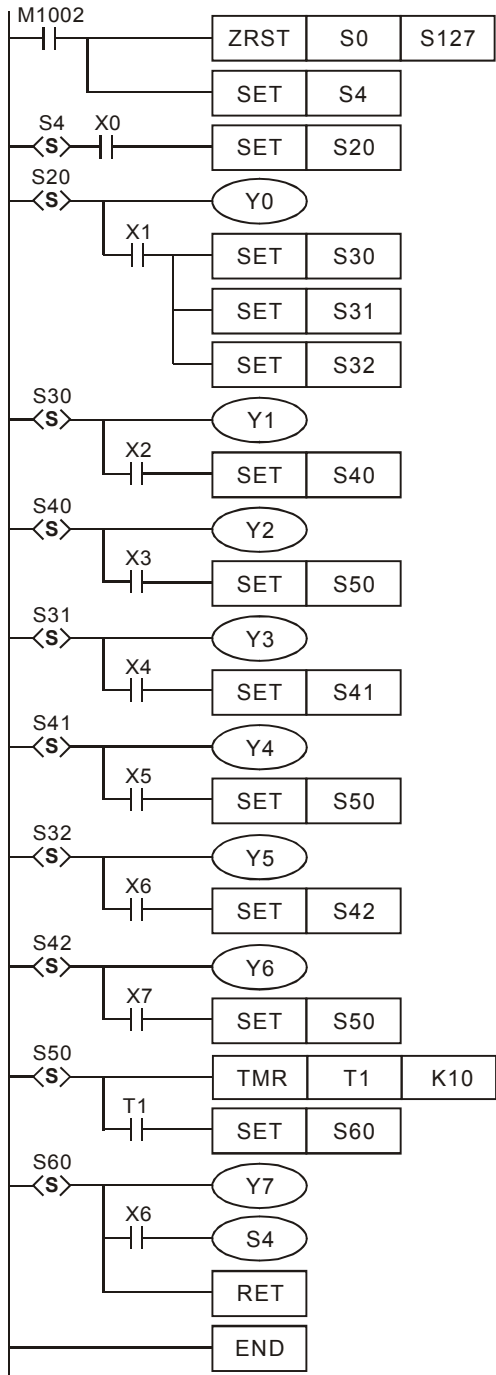 M1002
ZRST S0 S127
SET S4
S4 X0
S SET S20
S20
S Y0
X1
SET S30
SET S31
SET S32
S30
S Y1
X2
SET S40
S40
S Y2
X3
SET S50
S31
S Y3
X4
SET S41
S41
S Y4
X5
SET S50
S32
S Y5
X6
SET S42
S42
S Y6
X7
SET S50
S50
S TMR T1 K10
T1
SET S60
S60
S Y7
X6
S4
RET
END